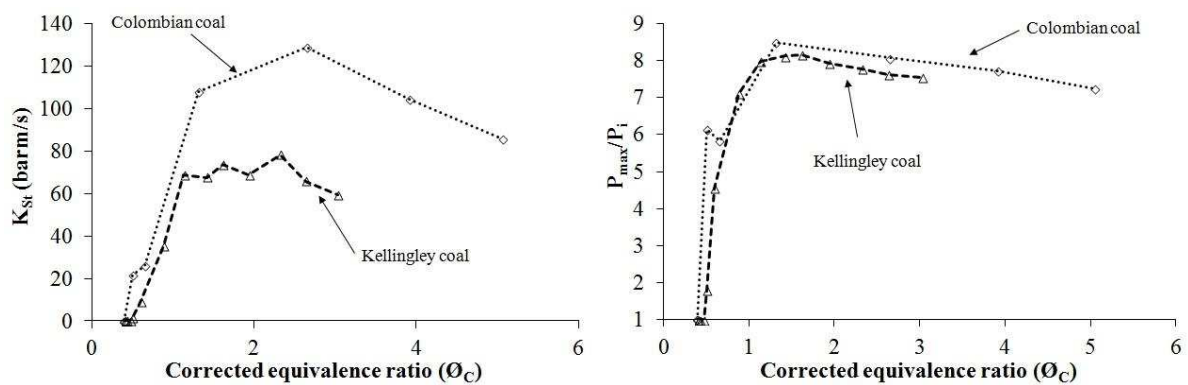 140
120
100
80
60
40
20
0
K_St (barm/s)
Colombian coal
Kellingley coal
0 2 4 6
Corrected equivalence ratio (Ø_C)
9
8
7
6
5
4
3
2
1
P_max/P_i
Colombian coal
Kellingley coal
0 1 2 3 4 5 6
Corrected equivalence ratio (Ø_C)